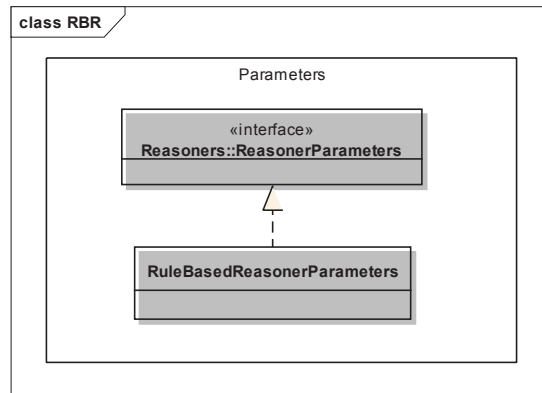 class RBR
Parameters
«interface»
Reasoners::ReasonerParameters
RuleBasedReasonerParameters